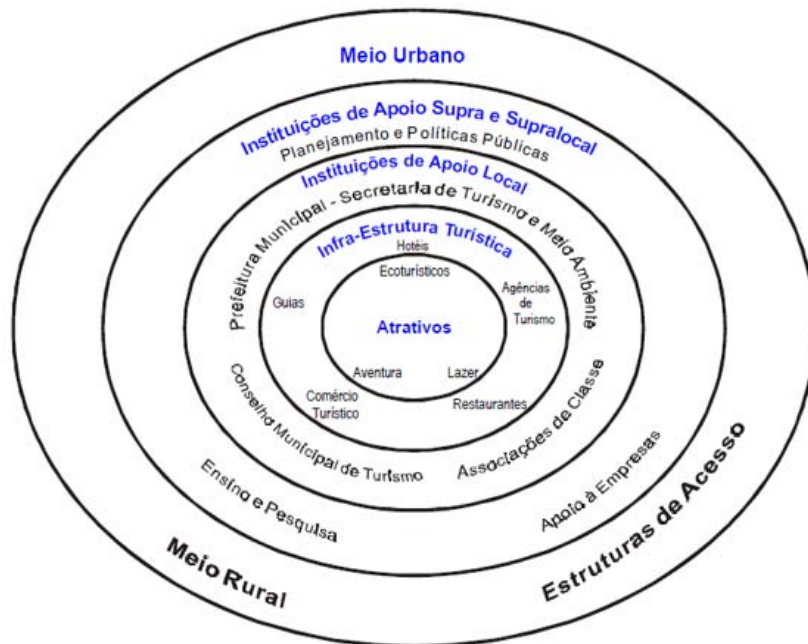 Meio Urbano
Instituições de Apoio Supra e Supralocal
Planejamento e Políticas Públicas
Instituições de Apoio Local
Prefeitura Municipal - Secretaria de Turismo e Meio Ambiente
Infra-Estrutura Turística
Hotéis
Ecoturísticos
Guias
Agências
de
Turismo
Atrativos
Aventura
Lazer
Comércio
Turístico
Restaurantes
Conselho Municipal de Turismo
Associações de Classe
Ensino e Pesquisa
Apoio à Empresas
Meio Rural
Estruturas de Acesso